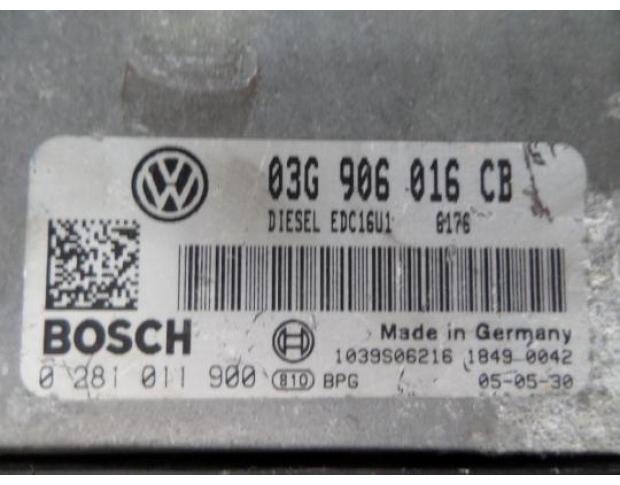 03G 906 016 CB
DIESEL EDC16U1 6176
BOSCH
Made in Germany
1039S06216 1849-0042
0 281 011 900 810 BPG 05-05-30